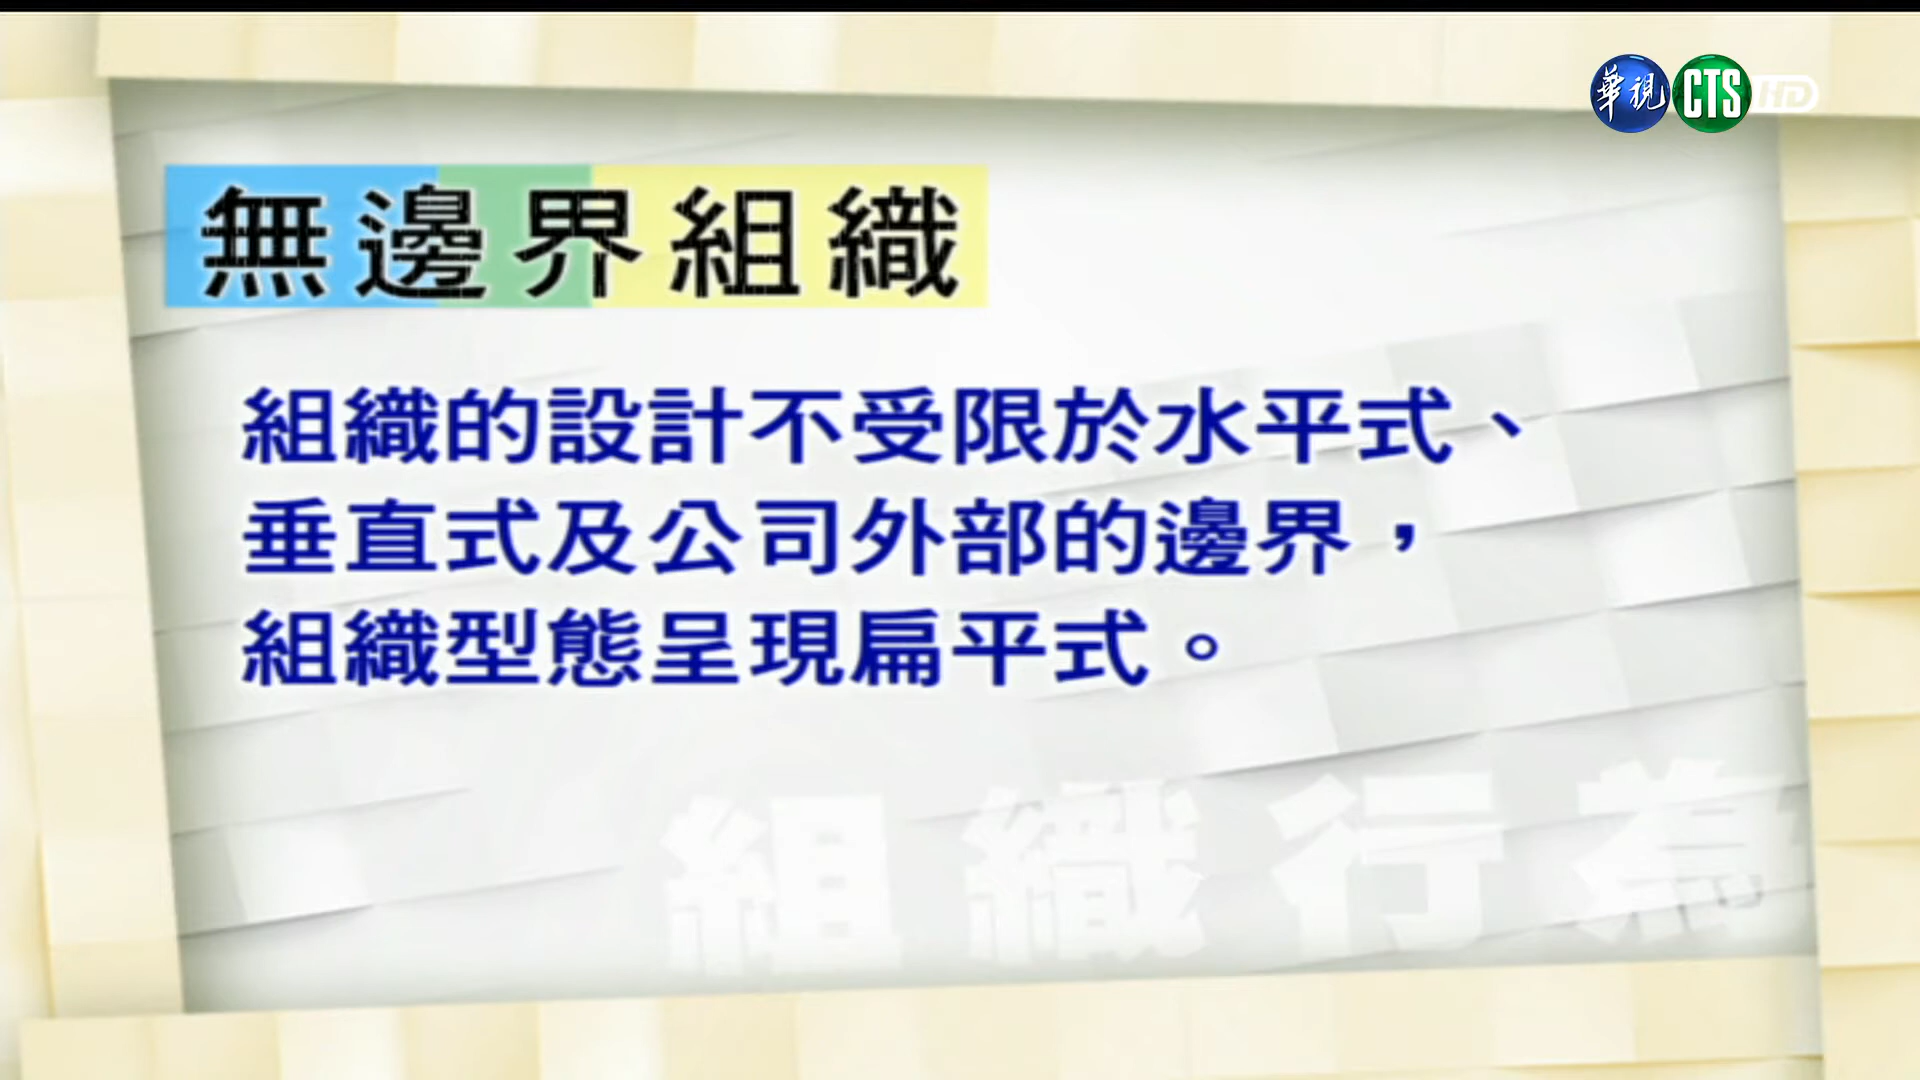 華視 CTS HD
無邊界組織
組織的設計不受限於水平式、
垂直式及公司外部的邊界，
組織型態呈現扁平式。
組織行為